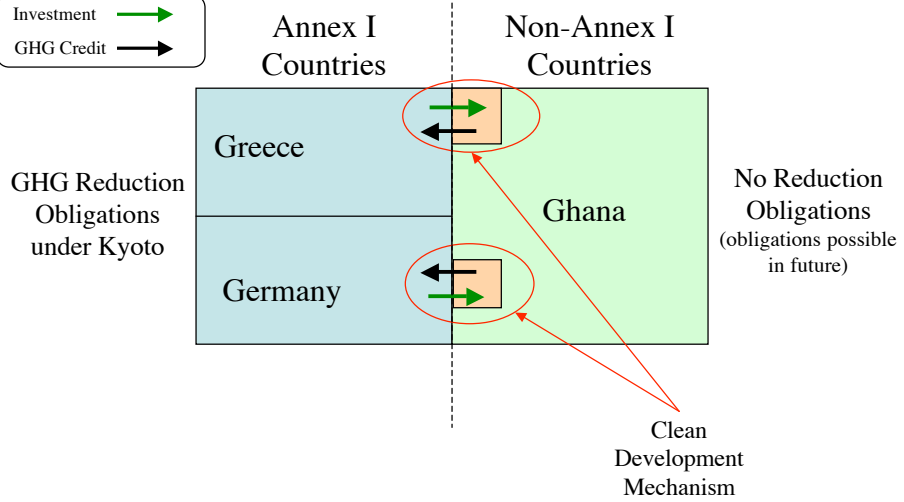 Investment
GHG Credit
Annex I
Countries
Non-Annex I
Countries
Greece
GHG Reduction
Obligations
under Kyoto
Germany
Ghana
No Reduction
Obligations
(obligations possible
in future)
Clean
Development
Mechanism